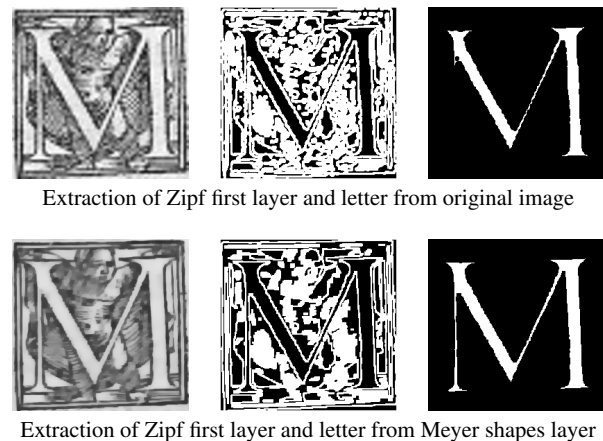 M M M
Extraction of Zipf first layer and letter from original image
M M M
Extraction of Zipf first layer and letter from Meyer shapes layer